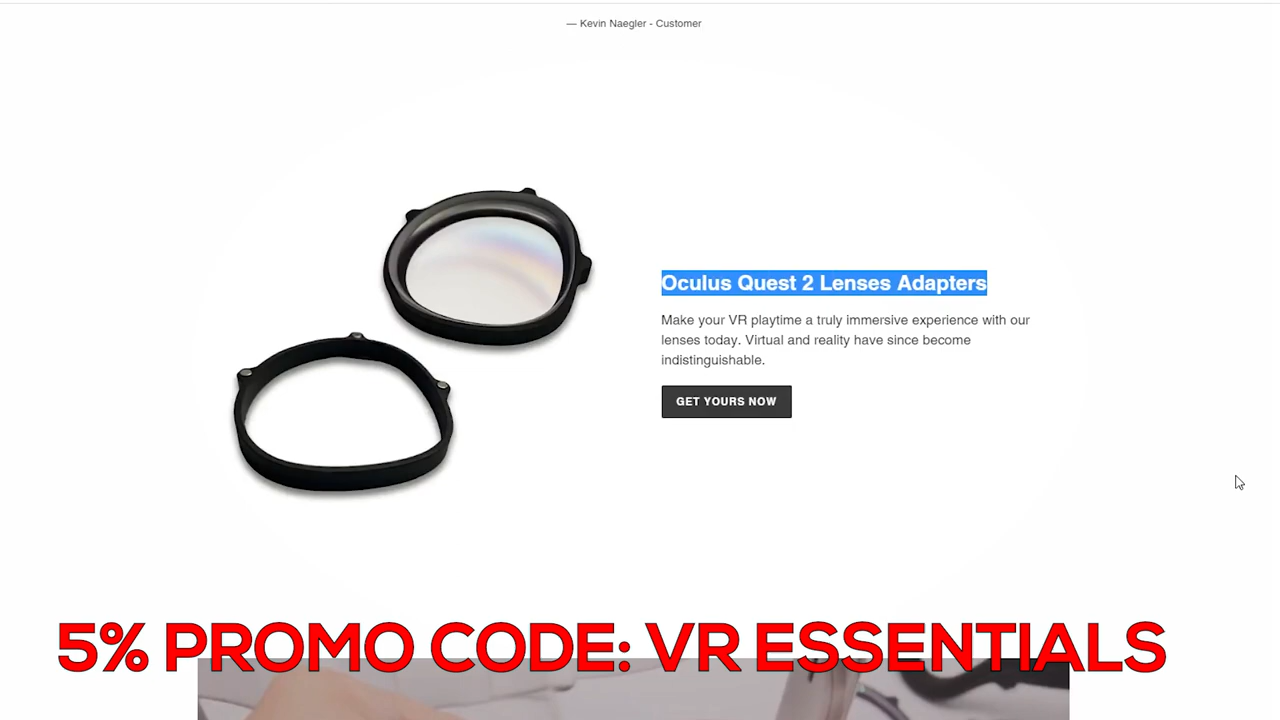 — Kevin Naegler - Customer
Oculus Quest 2 Lenses Adapters
Make your VR playtime a truly immersive experience with our
lenses today. Virtual and reality have since become
indistinguishable.
GET YOURS NOW
5% PROMO CODE: VR ESSENTIALS